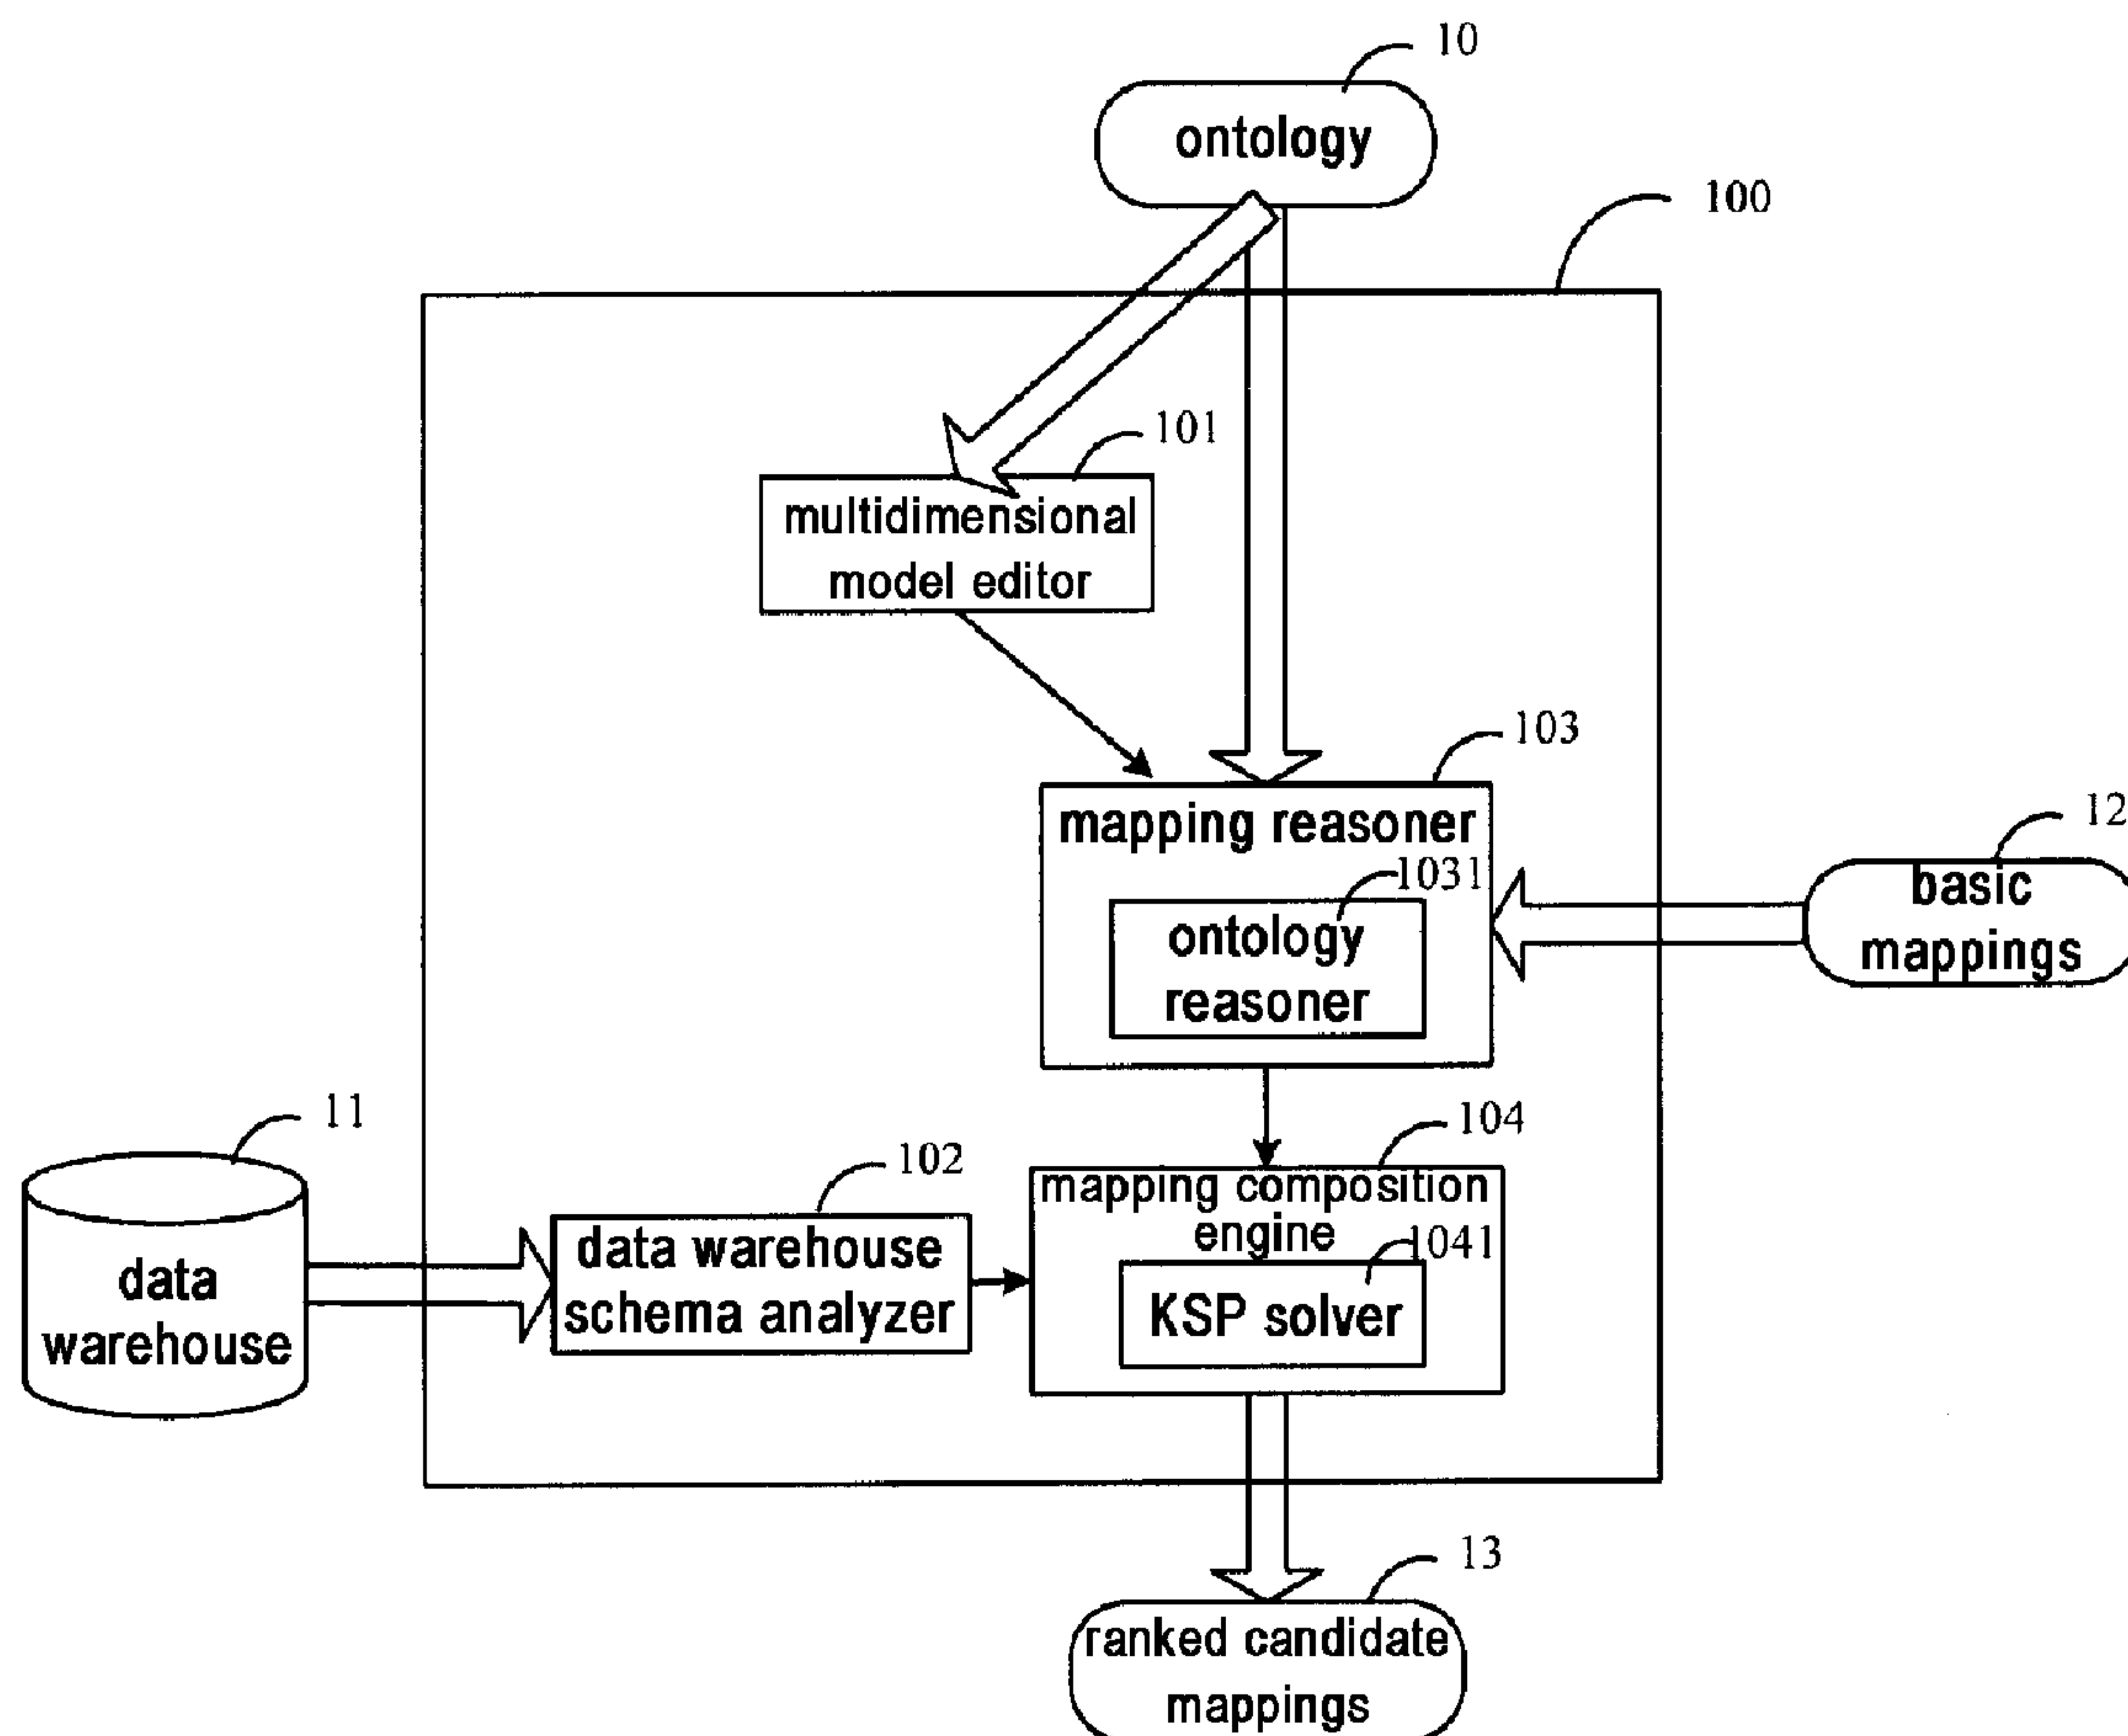 10
ontology
100
101
multidimensional
model editor
103
mapping reasoner
1031
ontology
reasoner
12
basic
mappings
11
data
warehouse
102
data warehouse
schema analyzer
104
mapping composition
engine
1041
KSP solver
13
ranked candidate
mappings